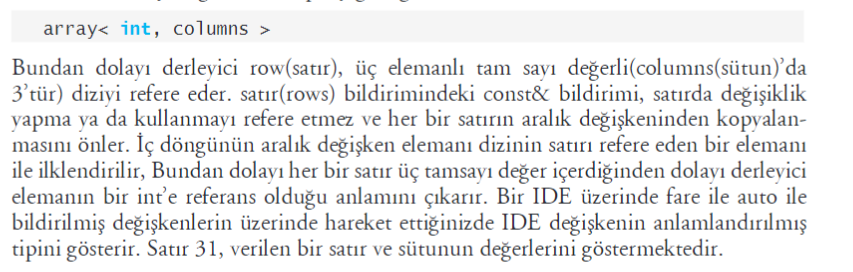 array< int, columns >
Bundan dolayı derleyici row(satır), üç elemanlı tam sayı değerli(columns(sütun)’da
3’tür) diziyi refere eder. satır(rows) bildirimindeki const& bildirimi, satırda değişiklik
yapma ya da kullanmayı refere etmez ve her bir satırın aralık değişkeninden kopyalan-
masını önler. İç döngünün aralık değişken elemanı dizinin satırı refere eden bir elemanı
ile ilklendirilir, Bundan dolayı her bir satır üç tamsayı değer içerdiğinden dolayı derleyici
elemanın bir int’e referans olduğu anlamını çıkarır. Bir IDE üzerinde fare ile auto ile
bildirilmiş değişkenlerin üzerinde hareket ettiğinizde IDE değişkenin anlamlandırılmış
tipini gösterir. Satır 31, verilen bir satır ve sütunun değerlerini göstermektedir.